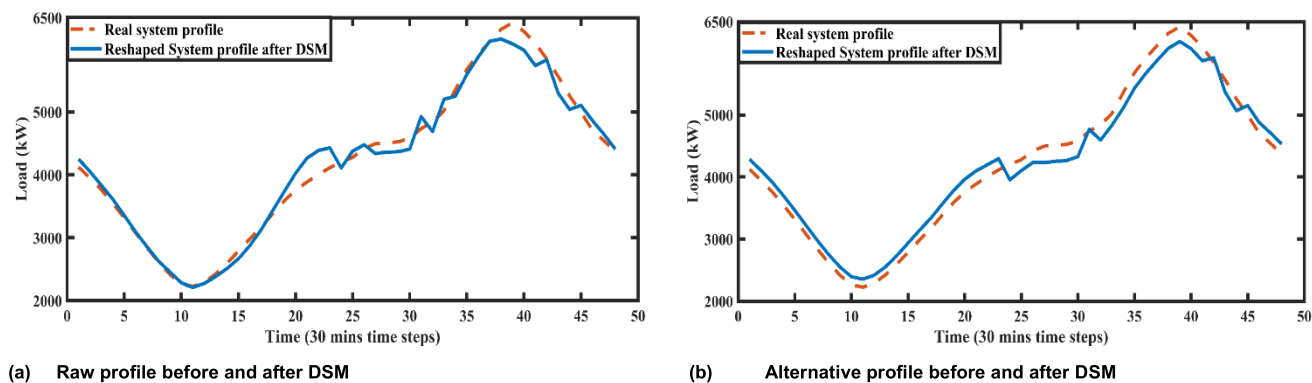 6500
5000
4000
3000
2000
Load (kW)
Real system profile
Reshaped System profile after DSM
0 5 10 15 20 25 30 35 40 45 50
Time (30 mins time steps)
(a) Raw profile before and after DSM
6500
5000
4000
3000
2000
Load (kW)
Real system profile
Reshaped System profile after DSM
0 5 10 15 20 25 30 35 40 45 50
Time (30 mins time steps)
(b) Alternative profile before and after DSM